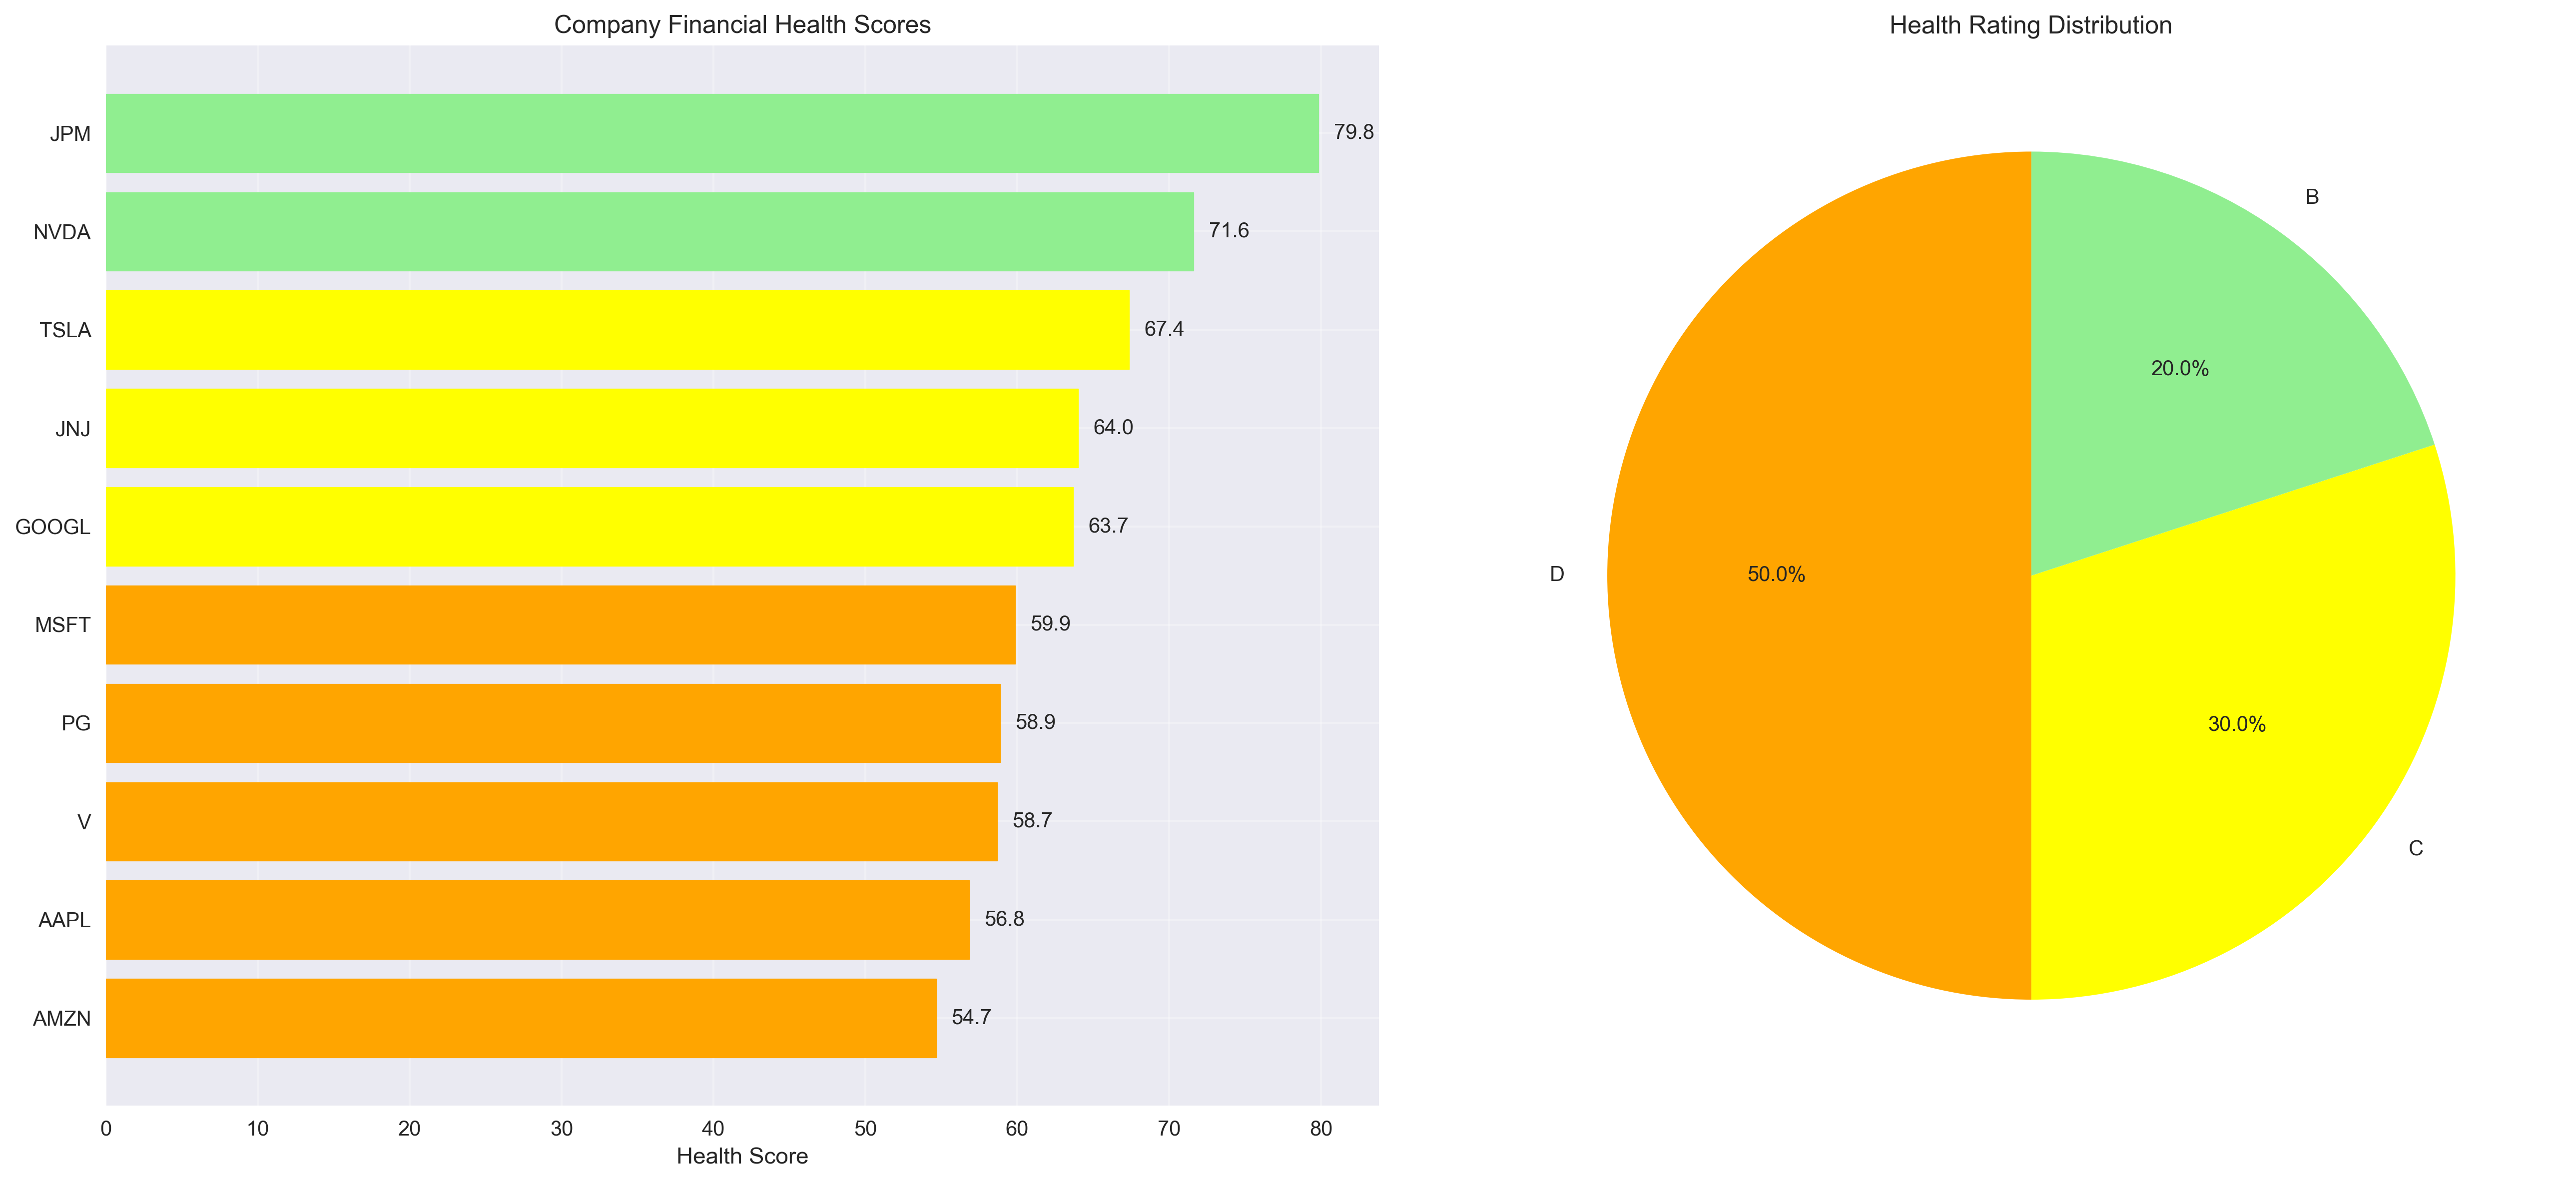 Company Financial Health Scores
JPM 79.8
NVDA 71.6
TSLA 67.4
JNJ 64.0
GOOGL 63.7
MSFT 59.9
PG 58.9
V 58.7
AAPL 56.8
AMZN 54.7
0 10 20 30 40 50 60 70 80
Health Score
Health Rating Distribution
B
20.0%
D
50.0%
30.0%
C